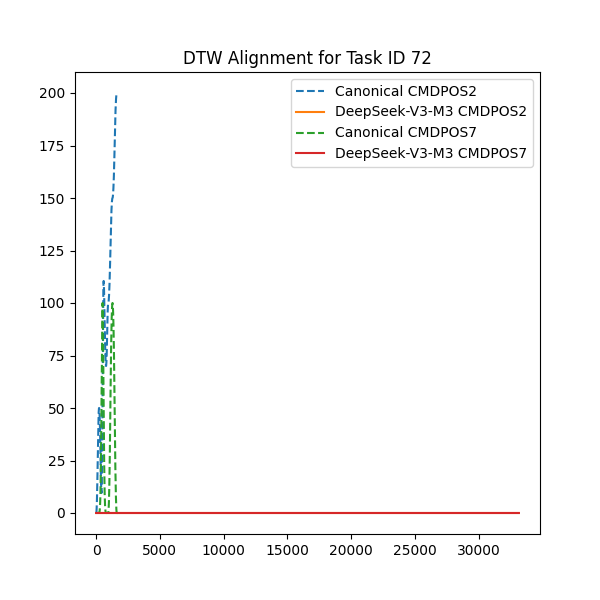 DTW Alignment for Task ID 72
Canonical CMDPOS2
DeepSeek-V3-M3 CMDPOS2
Canonical CMDPOS7
DeepSeek-V3-M3 CMDPOS7
200
175
150
125
100
75
50
25
0
0 5000 10000 15000 20000 25000 30000